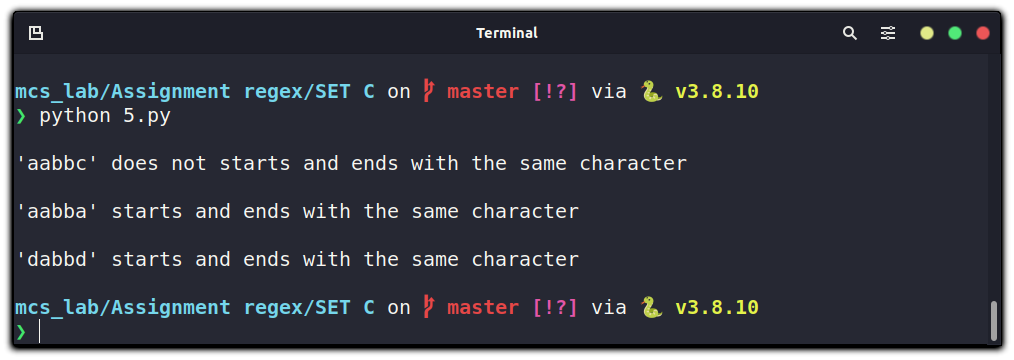 Terminal
mcs_lab/Assignment regex/SET C on master [!?] via 🐍 v3.8.10
❯ python 5.py
'aabbc' does not starts and ends with the same character
'aabba' starts and ends with the same character
'dabbd' starts and ends with the same character
mcs_lab/Assignment regex/SET C on master [!?] via 🐍 v3.8.10
❯